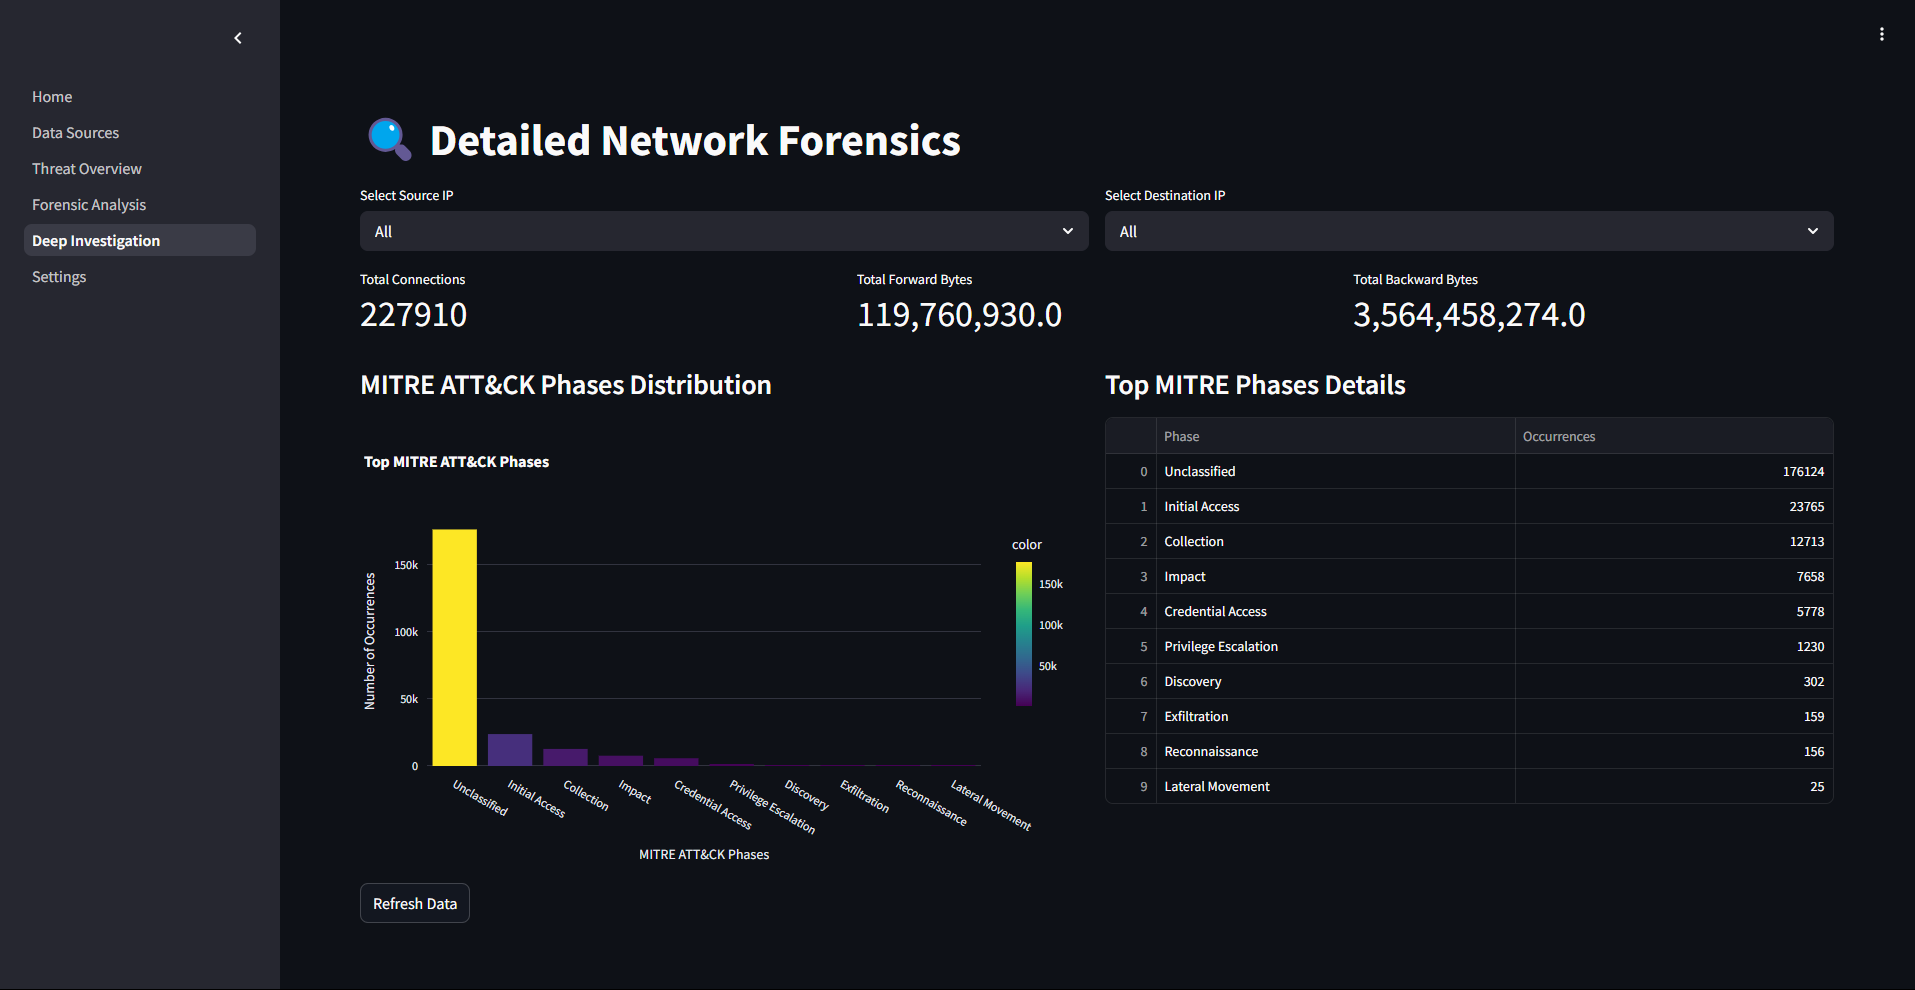 Home
Data Sources
Threat Overview
Forensic Analysis
Deep Investigation
Settings
Detailed Network Forensics
Select Source IP
All
Select Destination IP
All
Total Connections
227910
Total Forward Bytes
119,760,930.0
Total Backward Bytes
3,564,458,274.0
MITRE ATT&CK Phases Distribution
Top MITRE ATT&CK Phases
Number of Occurrences
150k
100k
50k
0
Unclassified
Initial Access
Collection
Impact
Credential Access
Privilege Escalation
Discovery
Exfiltration
Reconnaissance
Lateral Movement
MITRE ATT&CK Phases
color
150k
100k
50k
Top MITRE Phases Details
Phase Occurrences
0 Unclassified 176124
1 Initial Access 23765
2 Collection 12713
3 Impact 7658
4 Credential Access 5778
5 Privilege Escalation 1230
6 Discovery 302
7 Exfiltration 159
8 Reconnaissance 156
9 Lateral Movement 25
Refresh Data